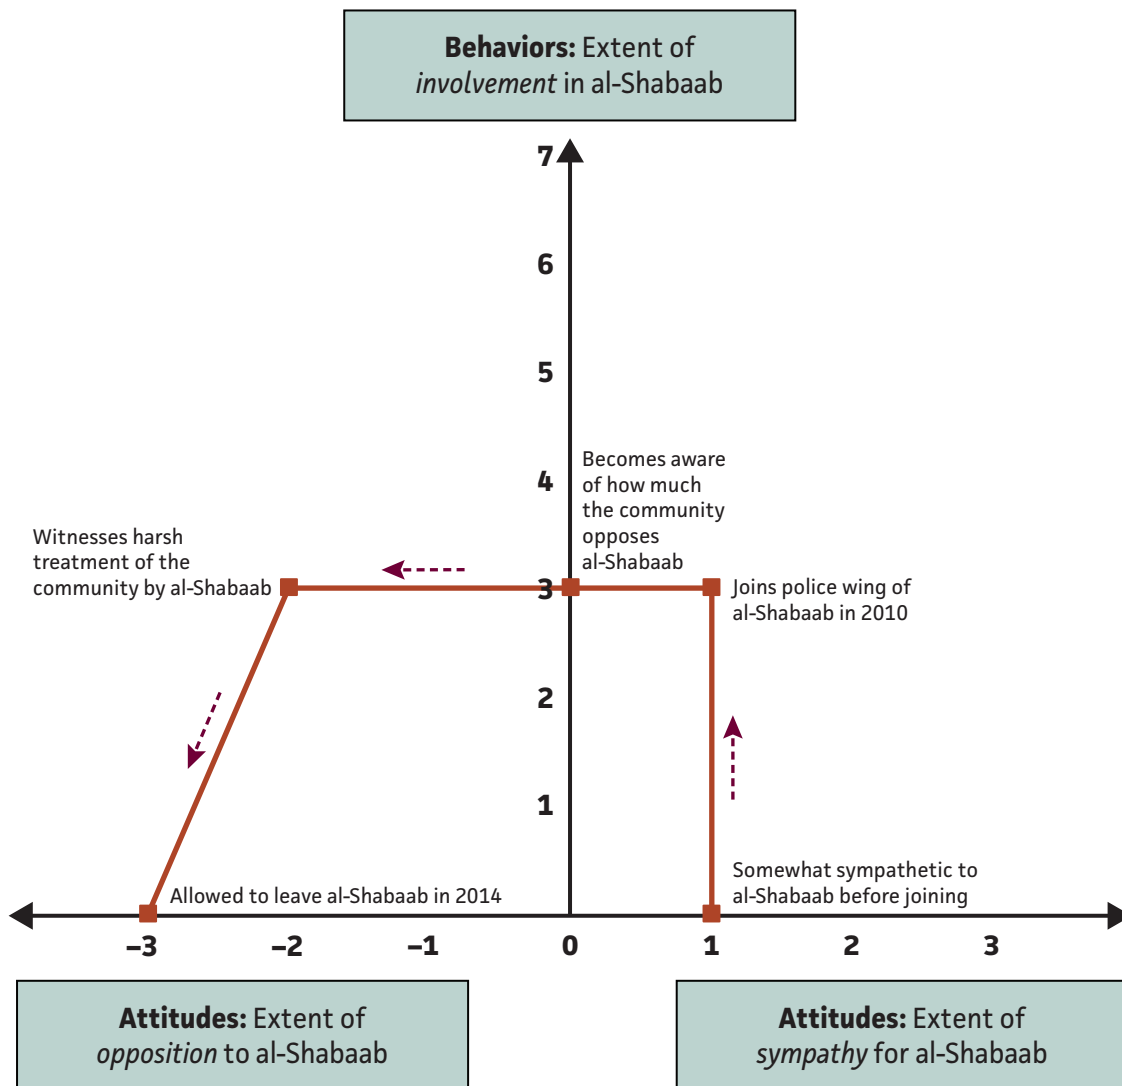 Behaviors: Extent of
involvement in al-Shabaab
7
6
5
4
3
2
1
Becomes aware
of how much
the community
opposes
al-Shabaab
Witnesses harsh
treatment of the
community by al-Shabaab
Joins police wing of
al-Shabaab in 2010
Allowed to leave al-Shabaab in 2014
Somewhat sympathetic to
al-Shabaab before joining
–3 –2 –1 0 1 2 3
Attitudes: Extent of
opposition to al-Shabaab
Attitudes: Extent of
sympathy for al-Shabaab